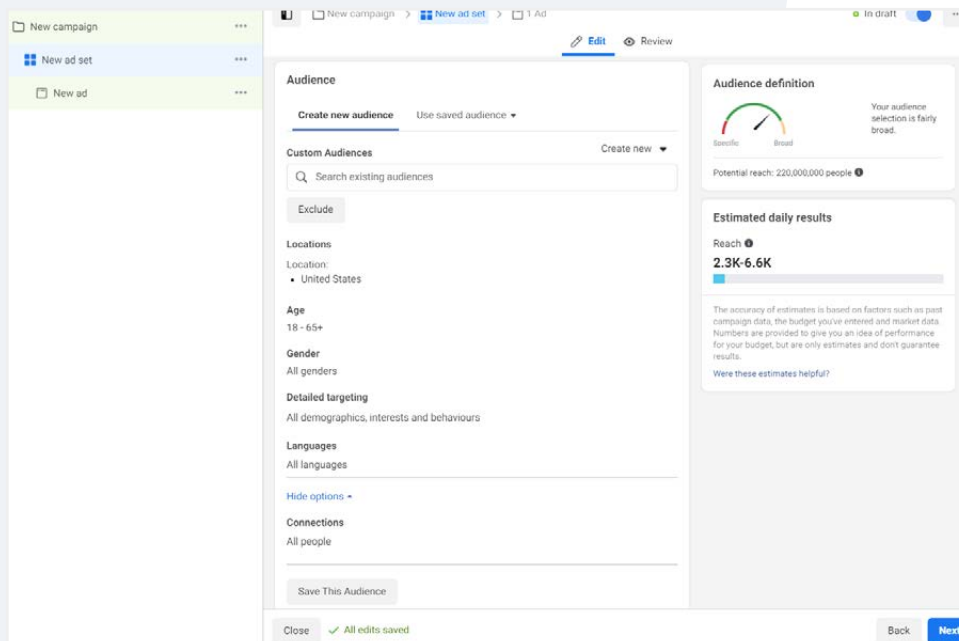 New campaign
New ad set
New ad
New campaign > New ad set > 1 Ad
In draft
Edit
Review
Audience
Create new audience
Use saved audience
Custom Audiences
Create new
Search existing audiences
Exclude
Locations
Location:
• United States
Age
18 - 65+
Gender
All genders
Detailed targeting
All demographics, interests and behaviours
Languages
All languages
Hide options
Connections
All people
Save This Audience
Close
All edits saved
Back
Next
Audience definition
Your audience
selection is fairly
broad.
Specific
Broad
Potential reach: 220,000,000 people
Estimated daily results
Reach
2.3K-6.6K
The accuracy of estimates is based on factors such as past
campaign data, the budget you've entered and market data.
Numbers are provided to give you an idea of performance
for your budget, but are only estimates and don't guarantee
results.
Were these estimates helpful?